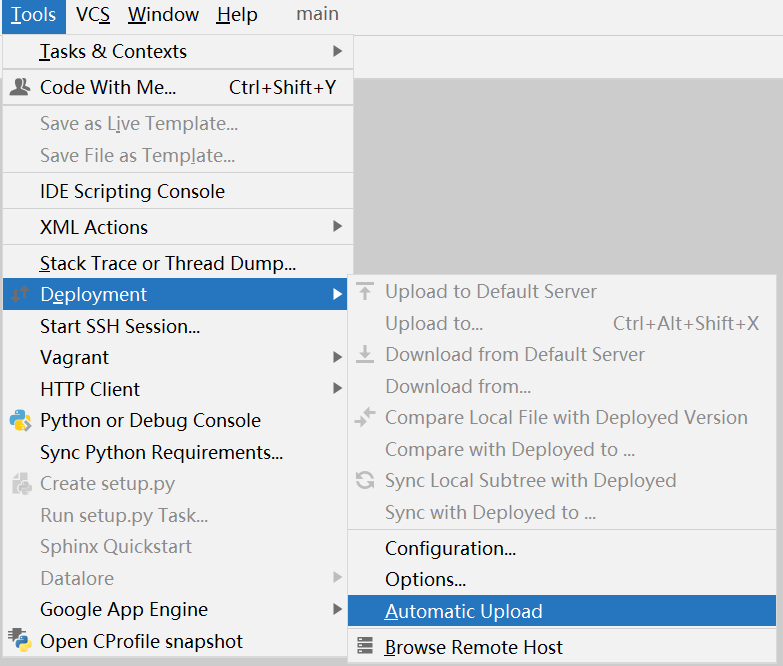 Tools VCS Window Help main
Tasks & Contexts
Code With Me... Ctrl+Shift+Y
Save as Live Template...
Save File as Template...
IDE Scripting Console
XML Actions
Stack Trace or Thread Dump...
Deployment
Start SSH Session...
Vagrant
HTTP Client
Python or Debug Console
Sync Python Requirements...
Create setup.py
Run setup.py Task...
Sphinx Quickstart
Datalore
Google App Engine
Open CProfile snapshot
Upload to Default Server
Upload to... Ctrl+Alt+Shift+X
Download from Default Server
Download from...
Compare Local File with Deployed Version
Compare with Deployed to ...
Sync Local Subtree with Deployed
Sync with Deployed to ...
Configuration...
Options...
Automatic Upload
Browse Remote Host